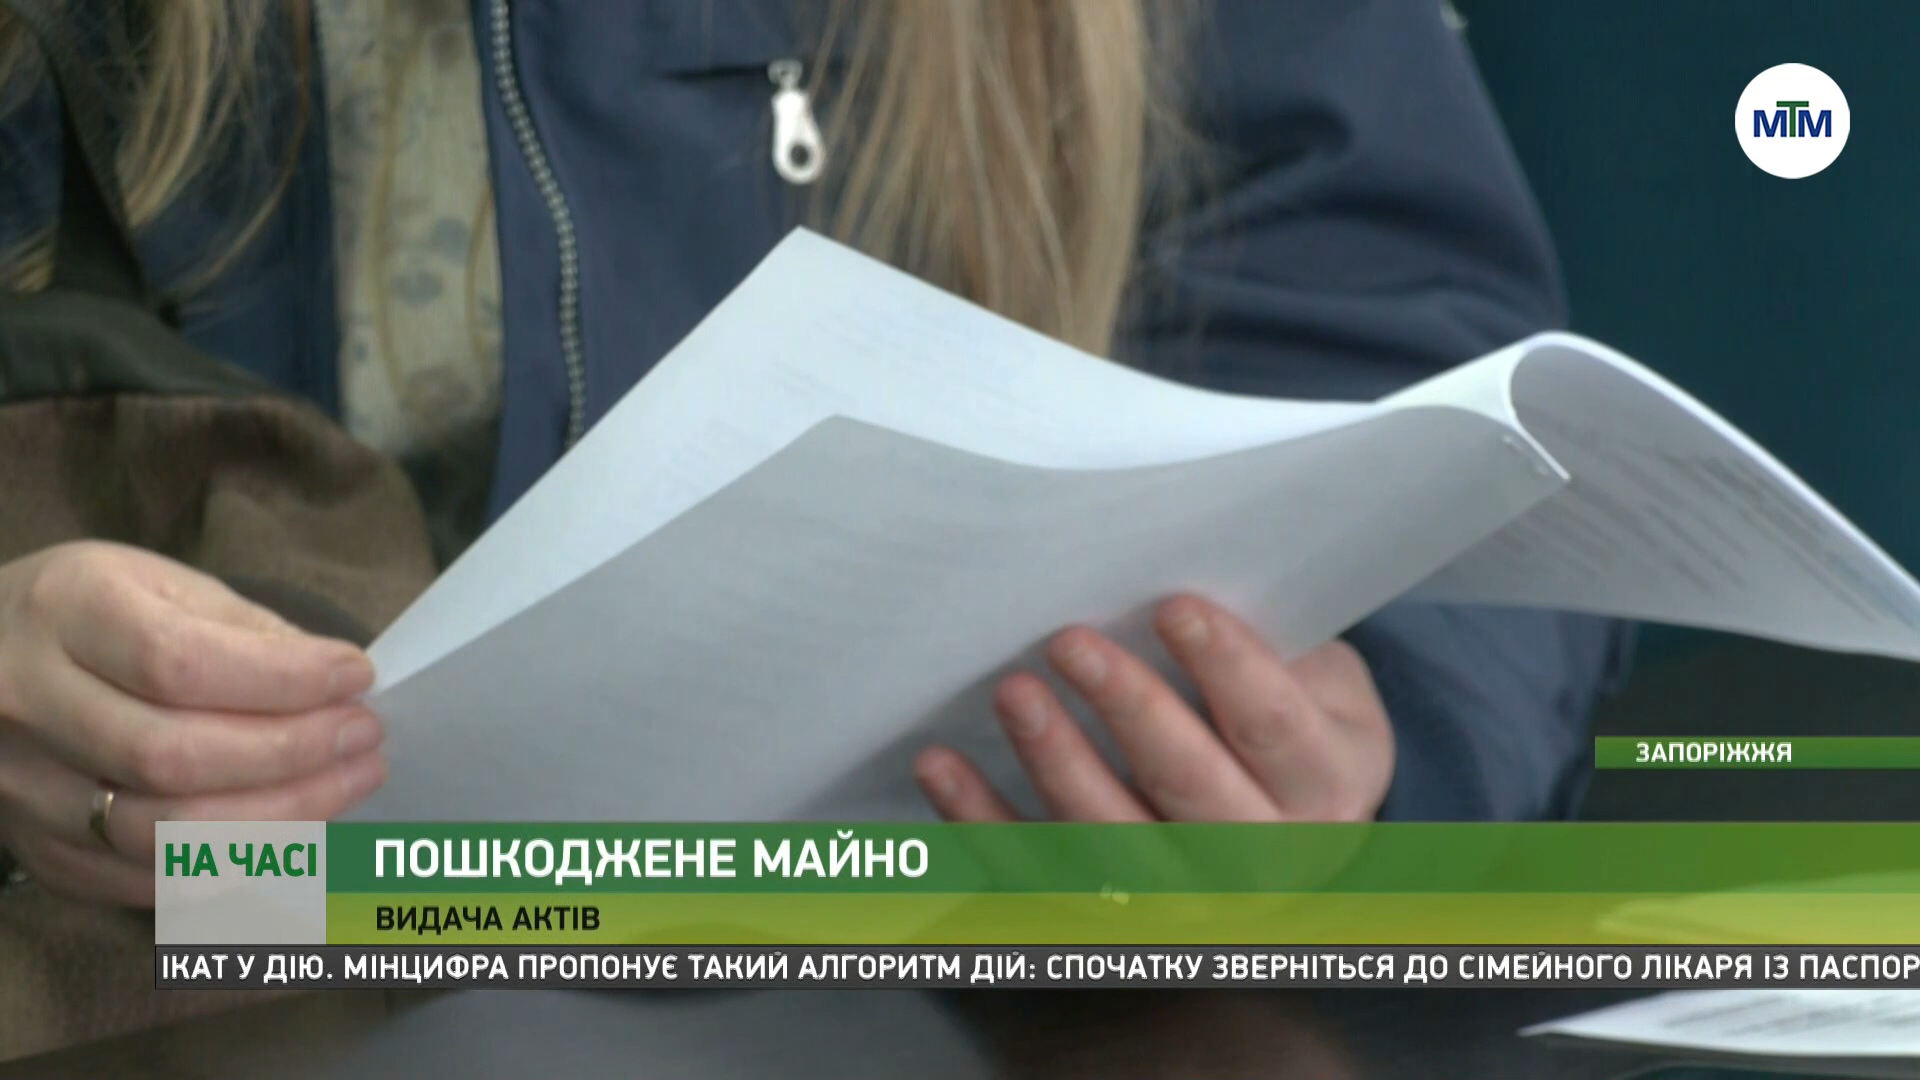 МТМ
ЗАПОРІЖЖЯ
НА ЧАСІ
ПОШКОДЖЕНЕ МАЙНО
ВИДАЧА АКТІВ
ІКАТ У ДІЮ. МІНЦИФРА ПРОПОНУЄ ТАКИЙ АЛГОРИТМ ДІЙ: СПОЧАТКУ ЗВЕРНІТЬСЯ ДО СІМЕЙНОГО ЛІКАРЯ ІЗ ПАСПОР